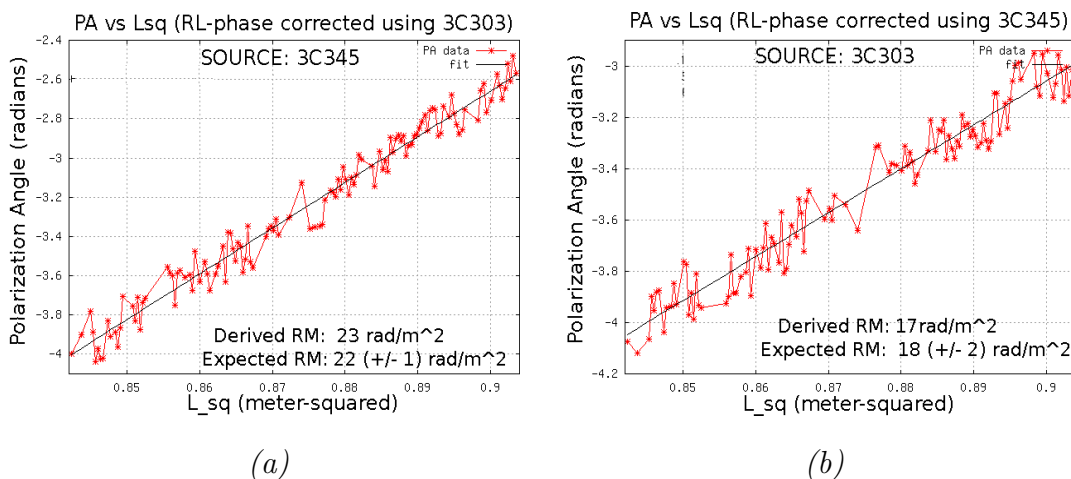 PA vs Lsq (RL-phase corrected using 3C303)
-2.4
-2.6
-2.8
-3
-3.2
-3.4
-3.6
-3.8
-4
-4.1
Polarization Angle (radians)
SOURCE: 3C345
PA data
fit
Derived RM: 23 rad/m^2
Expected RM: 22 (+/- 1) rad/m^2
0.85 0.86 0.87 0.88 0.89 0.9
L_sq (meter-squared)
(a)
PA vs Lsq (RL-phase corrected using 3C345)
-3
-3.2
-3.4
-3.6
-3.8
-4
-4.2
Polarization Angle (radians)
SOURCE: 3C303
PA data
fit
Derived RM: 17rad/m^2
Expected RM: 18 (+/- 2) rad/m^2
0.85 0.86 0.87 0.88 0.89 0.9
L_sq (meter-squared)
(b)